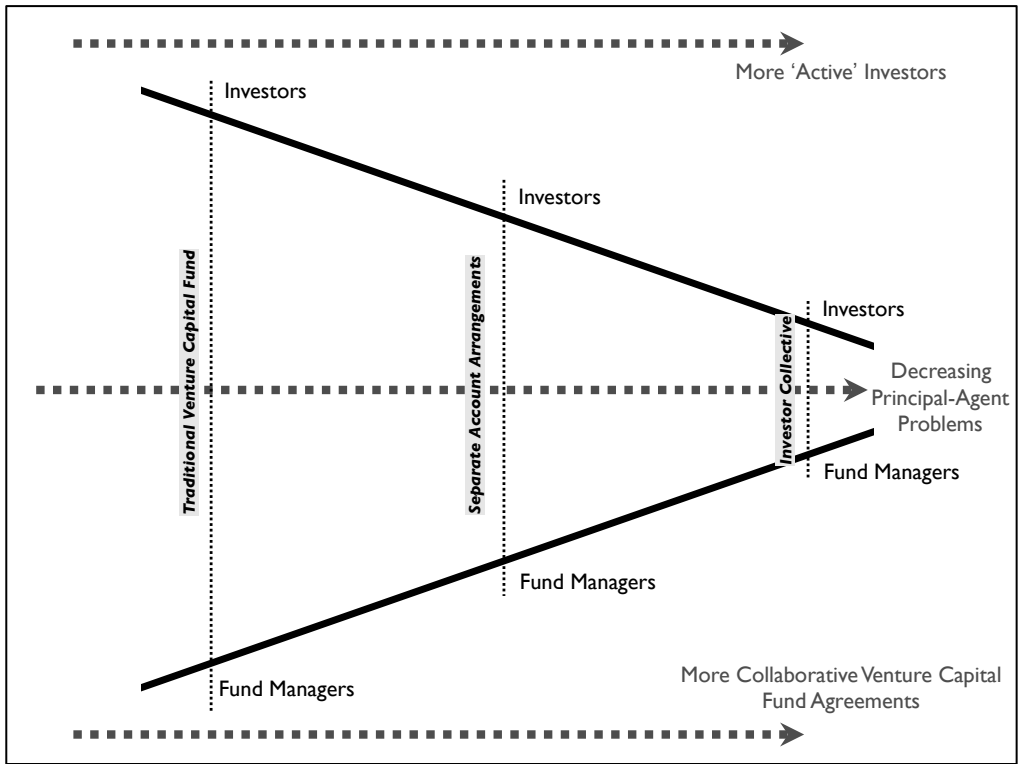 More ‘Active’ Investors
Investors
Investors
Investors
Traditional Venture Capital Fund
Separate Account Arrangements
Investor Collective
Decreasing
Principal-Agent
Problems
Fund Managers
Fund Managers
Fund Managers
More Collaborative Venture Capital
Fund Agreements